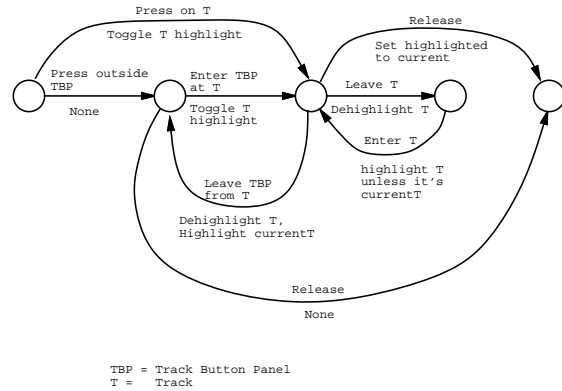 Press on T
Toggle T highlight
Release
Set highlighted
to current
Press outside
TBP
None
Enter TBP
at T
Toggle T
highlight
Leave T
Dehighlight T
Enter T
highlight T
unless it's
currentT
Leave TBP
from T
Dehighlight T,
Highlight currentT
Release
None
TBP = Track Button Panel
T = Track